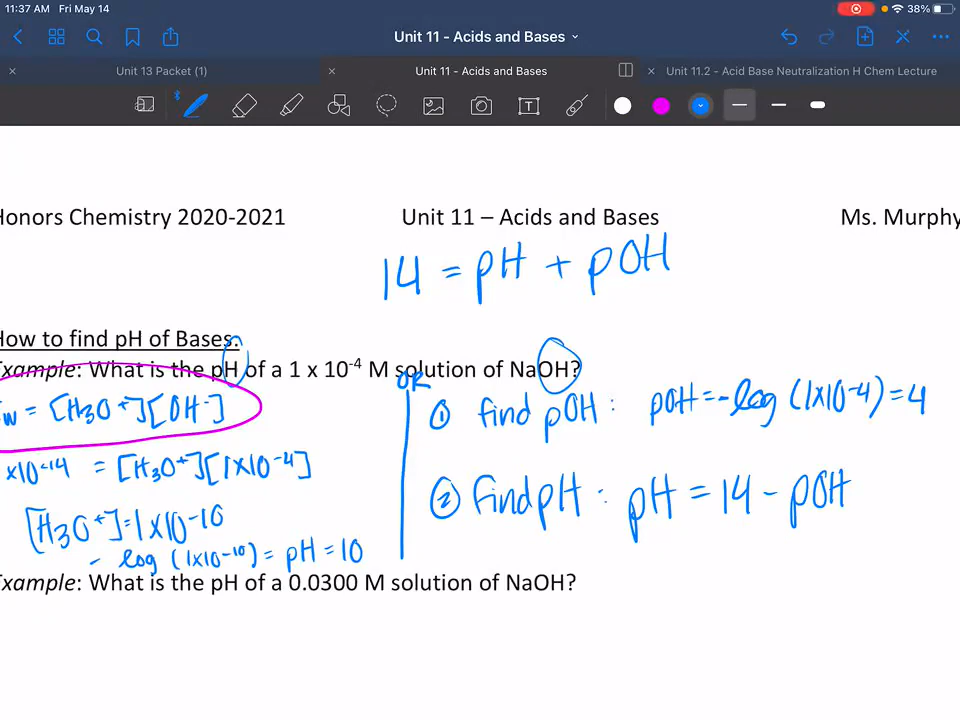 11:37 AM Fri May 14
38%
Unit 11 - Acids and Bases
Unit 13 Packet (1)
Unit 11 - Acids and Bases
Unit 11.2 - Acid Base Neutralization H Chem Lecture
T
Honors Chemistry 2020-2021
Unit 11 – Acids and Bases
Ms. Murphy
14 = pH + pOH
How to find pH of Bases:
Example: What is the pH of a 1 x 10⁻⁴ M solution of NaOH?
w = [H₃O⁺][OH⁻]
x10⁻¹⁴ = [H₃O⁺][1x10⁻⁴]
[H₃O⁺]=1x10⁻¹⁰
- log (1x10⁻¹⁰) = pH = 10
OR
① find pOH : pOH = -log (1x10⁻⁴) = 4
② find pH : pH = 14 - pOH
Example: What is the pH of a 0.0300 M solution of NaOH?